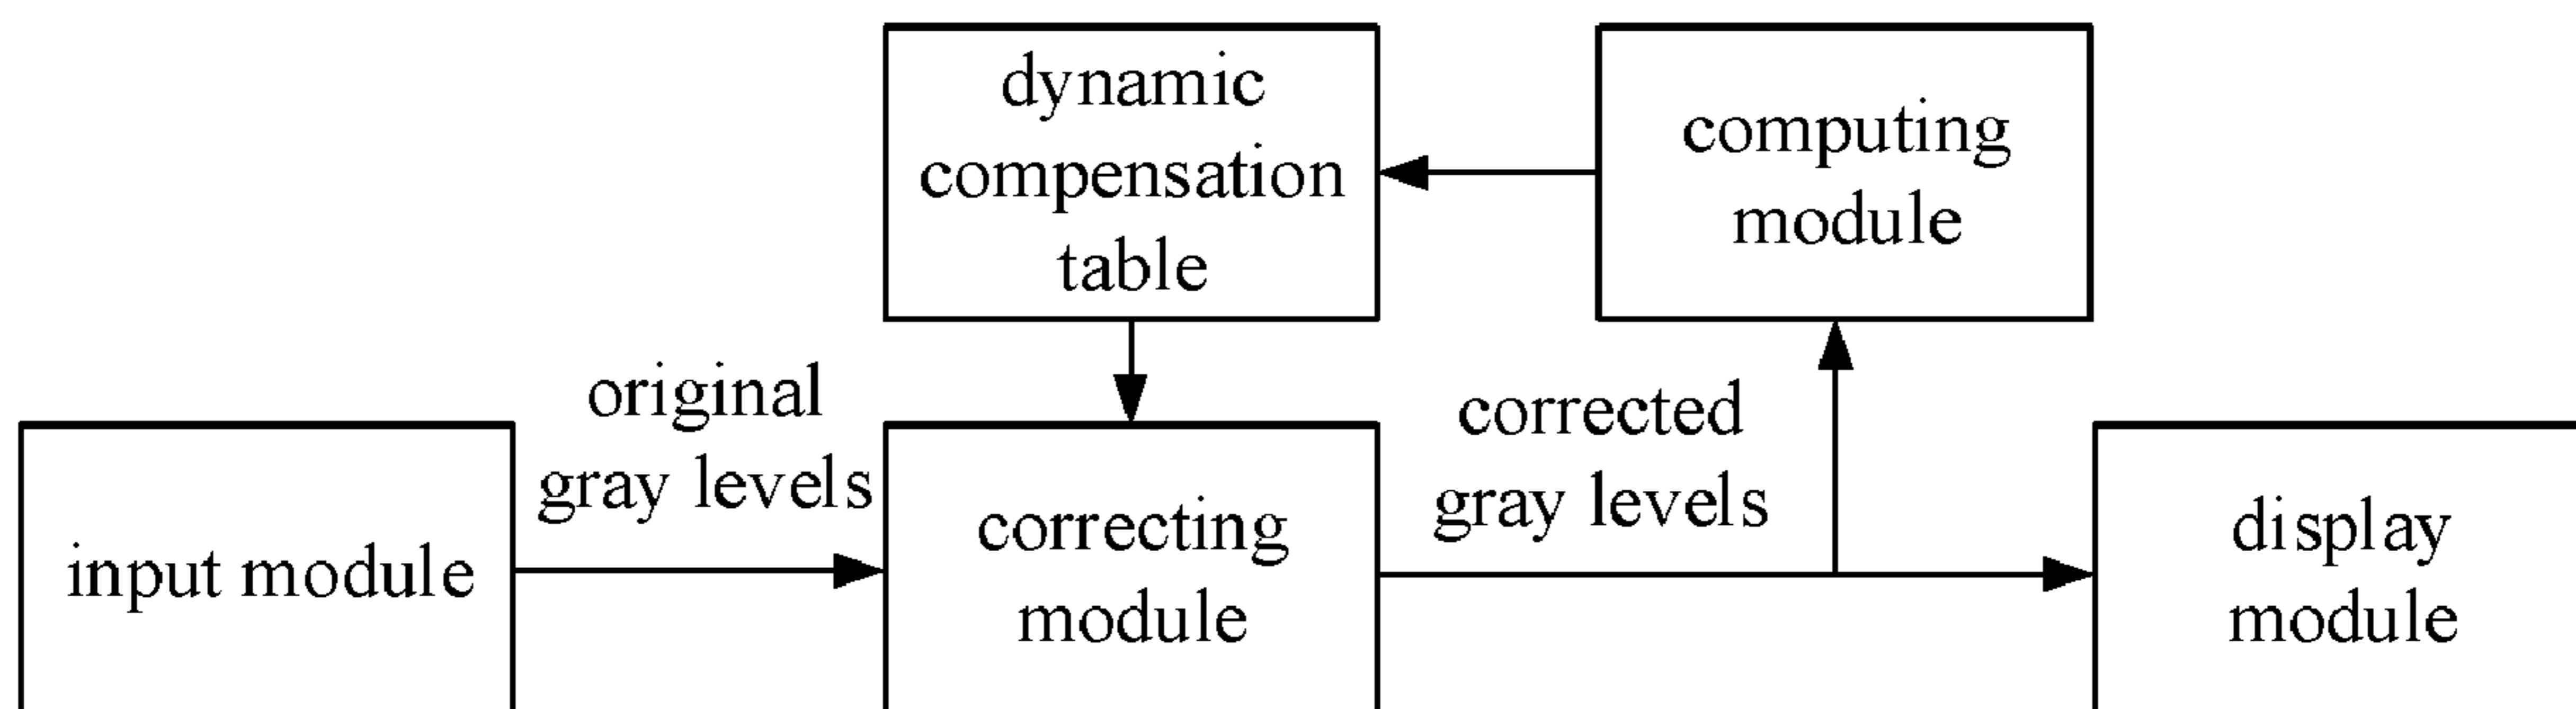 dynamic
compensation
table
computing
module
original
gray levels
corrected
gray levels
input module
correcting
module
display
module